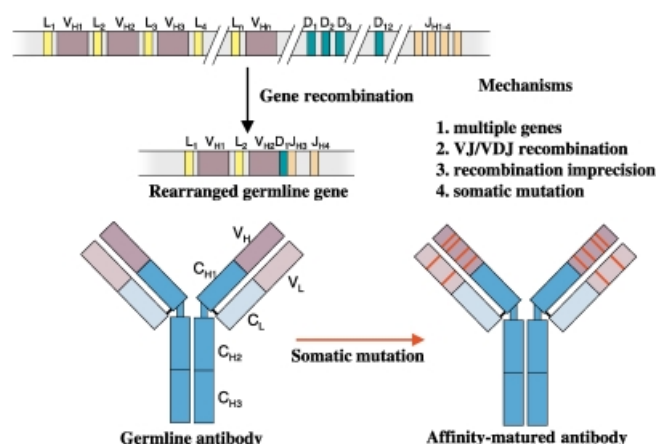 L1 VH1 L2 VH2 L3 VH3 L4 Ln VHn D1 D2 D3 D12 JH1-4
Gene recombination
Mechanisms
1. multiple genes
2. VJ/VDJ recombination
3. recombination imprecision
4. somatic mutation
L1 VH1 L2 VH2 D1 JH3 JH4
Rearranged germline gene
VH
CH1
VL
CL
CH2
CH3
Somatic mutation
Germline antibody
Affinity-matured antibody